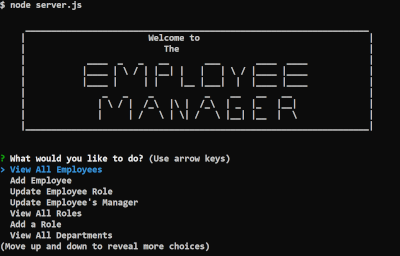 $ node server.js
Welcome to
The
EMPLOYEE
MANAGER
? What would you like to do? (Use arrow keys)
> View All Employees
Add Employee
Update Employee Role
Update Employee's Manager
View All Roles
Add a Role
View All Departments
(Move up and down to reveal more choices)